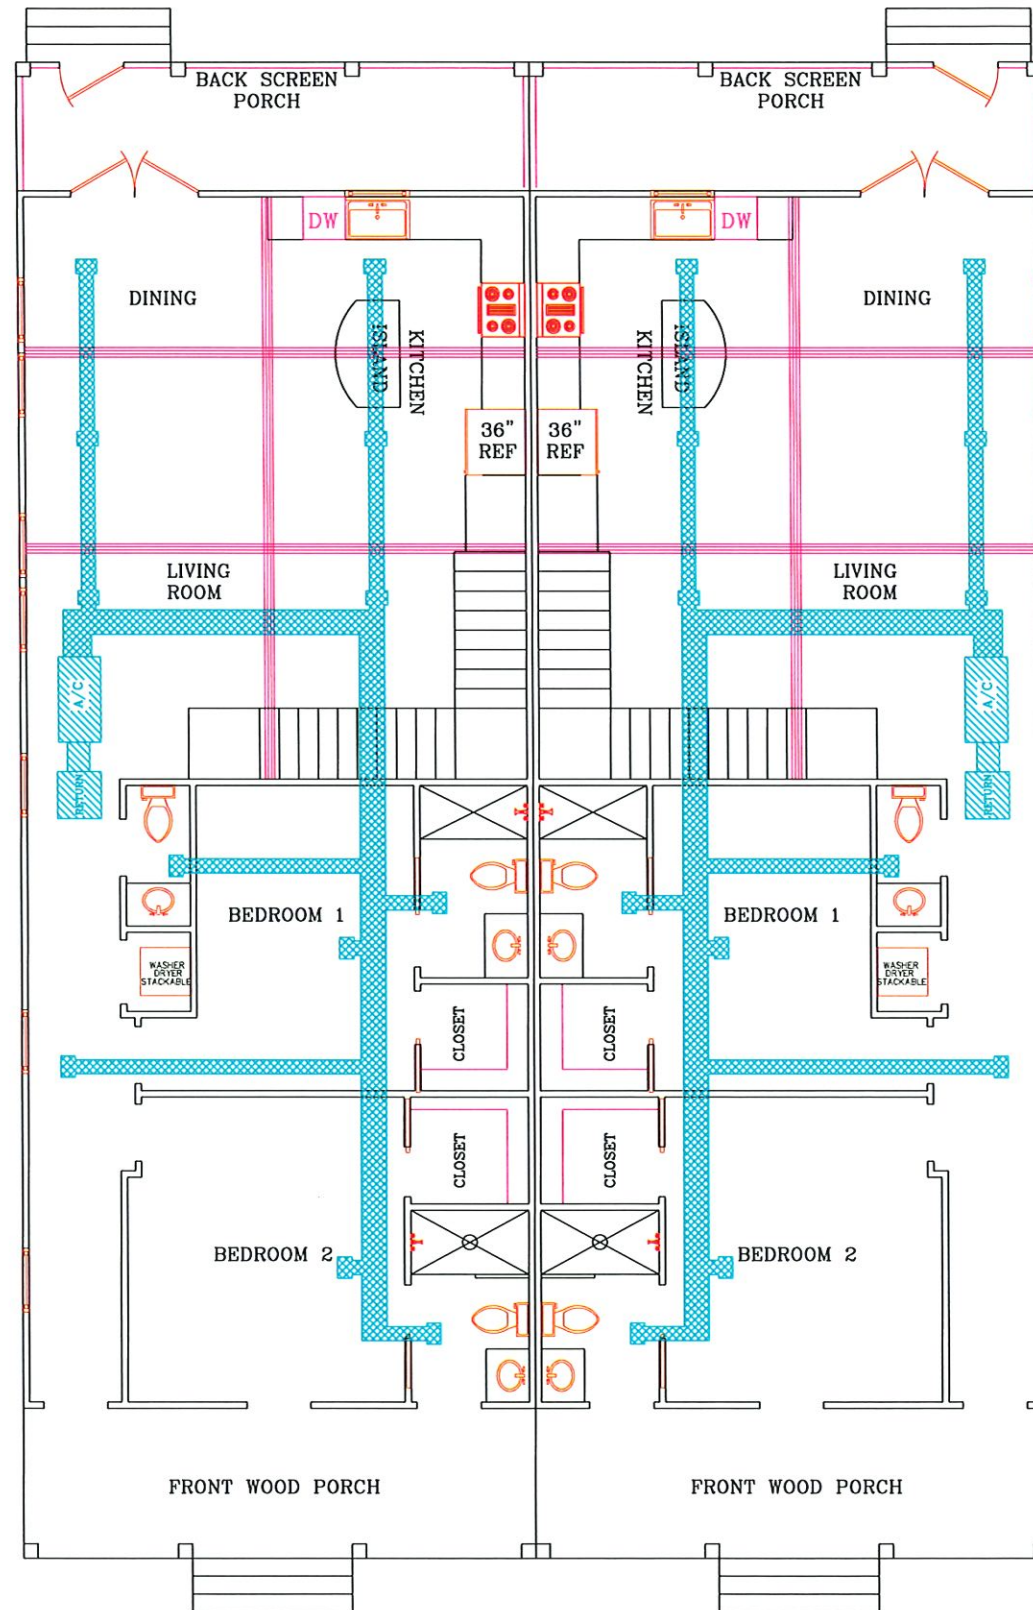 BACK SCREEN
PORCH
BACK SCREEN
PORCH
DW
DW
DINING
DINING
ISLAND
KITCHEN
KITCHEN
ISLAND
36"
REF
36"
REF
LIVING
ROOM
LIVING
ROOM
A/C
A/C
RETURN
RETURN
BEDROOM 1
BEDROOM 1
WASHER
DRYER
STACKABLE
WASHER
DRYER
STACKABLE
CLOSET
CLOSET
CLOSET
CLOSET
BEDROOM 2
BEDROOM 2
FRONT WOOD PORCH
FRONT WOOD PORCH